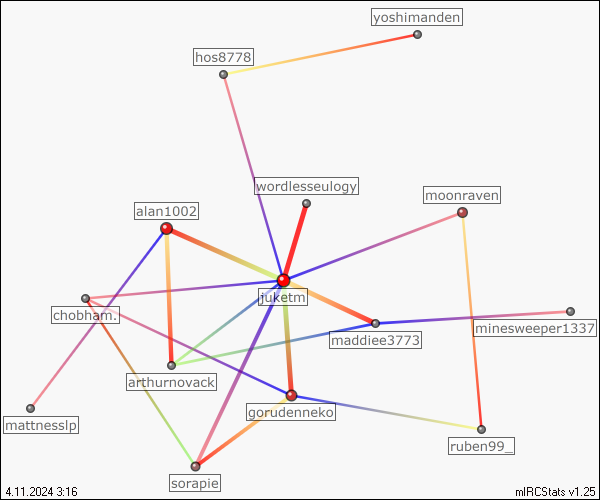 yoshimanden
hos8778
wordlesseulogy
moonraven
alan1002
juketm
chobham.
minesweeper1337
maddiee3773
arthurnovack
gorudenneko
mattnesslp
ruben99_
sorapie
4.11.2024 3:16
mIRCStats v1.25